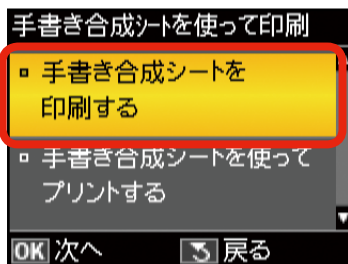 手書き合成シートを使って印刷
手書き合成シートを
印刷する
手書き合成シートを使って
プリントする
OK 次へ 戻る